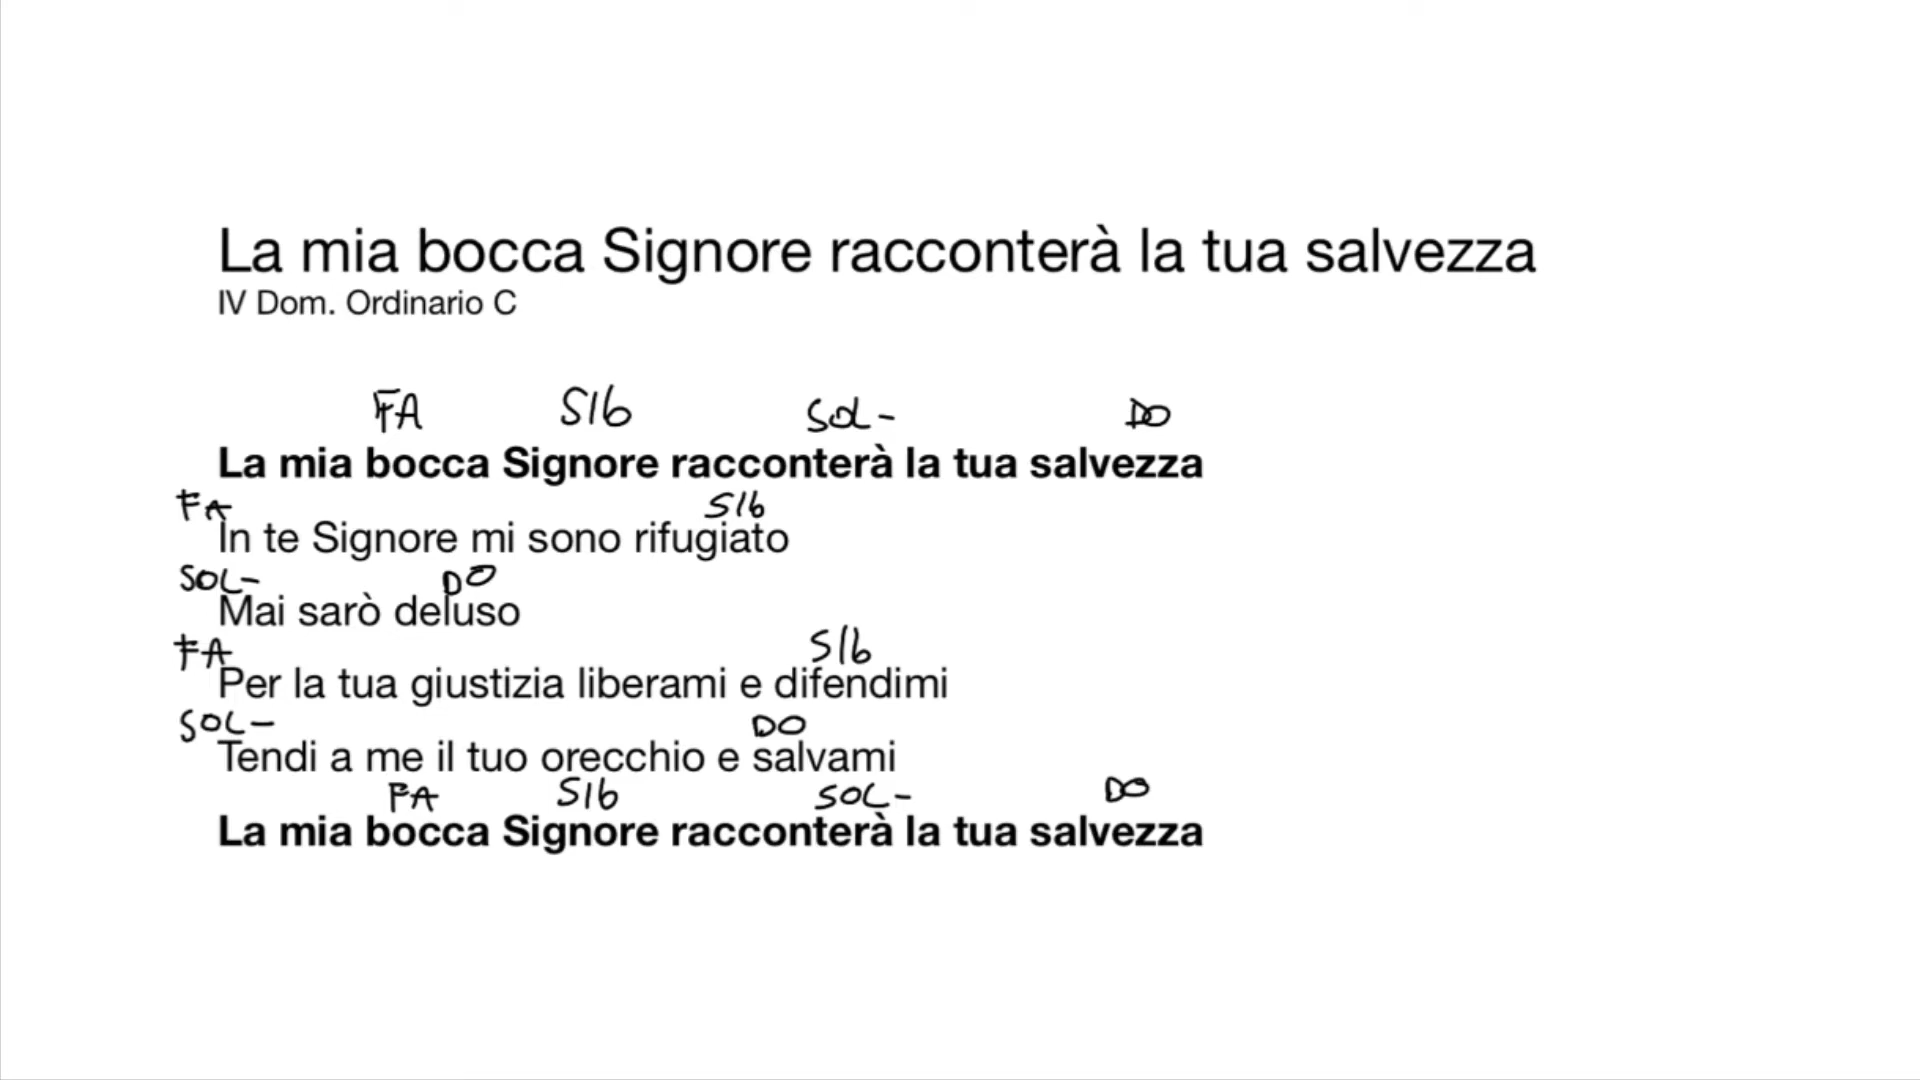 La mia bocca Signore racconterà la tua salvezza
IV Dom. Ordinario C
FA SIb SOL- DO
La mia bocca Signore racconterà la tua salvezza
FA SIb
In te Signore mi sono rifugiato
SOL- DO
Mai sarò deluso
FA SIb
Per la tua giustizia liberami e difendimi
SOL- DO
Tendi a me il tuo orecchio e salvami
FA SIb SOL- DO
La mia bocca Signore racconterà la tua salvezza